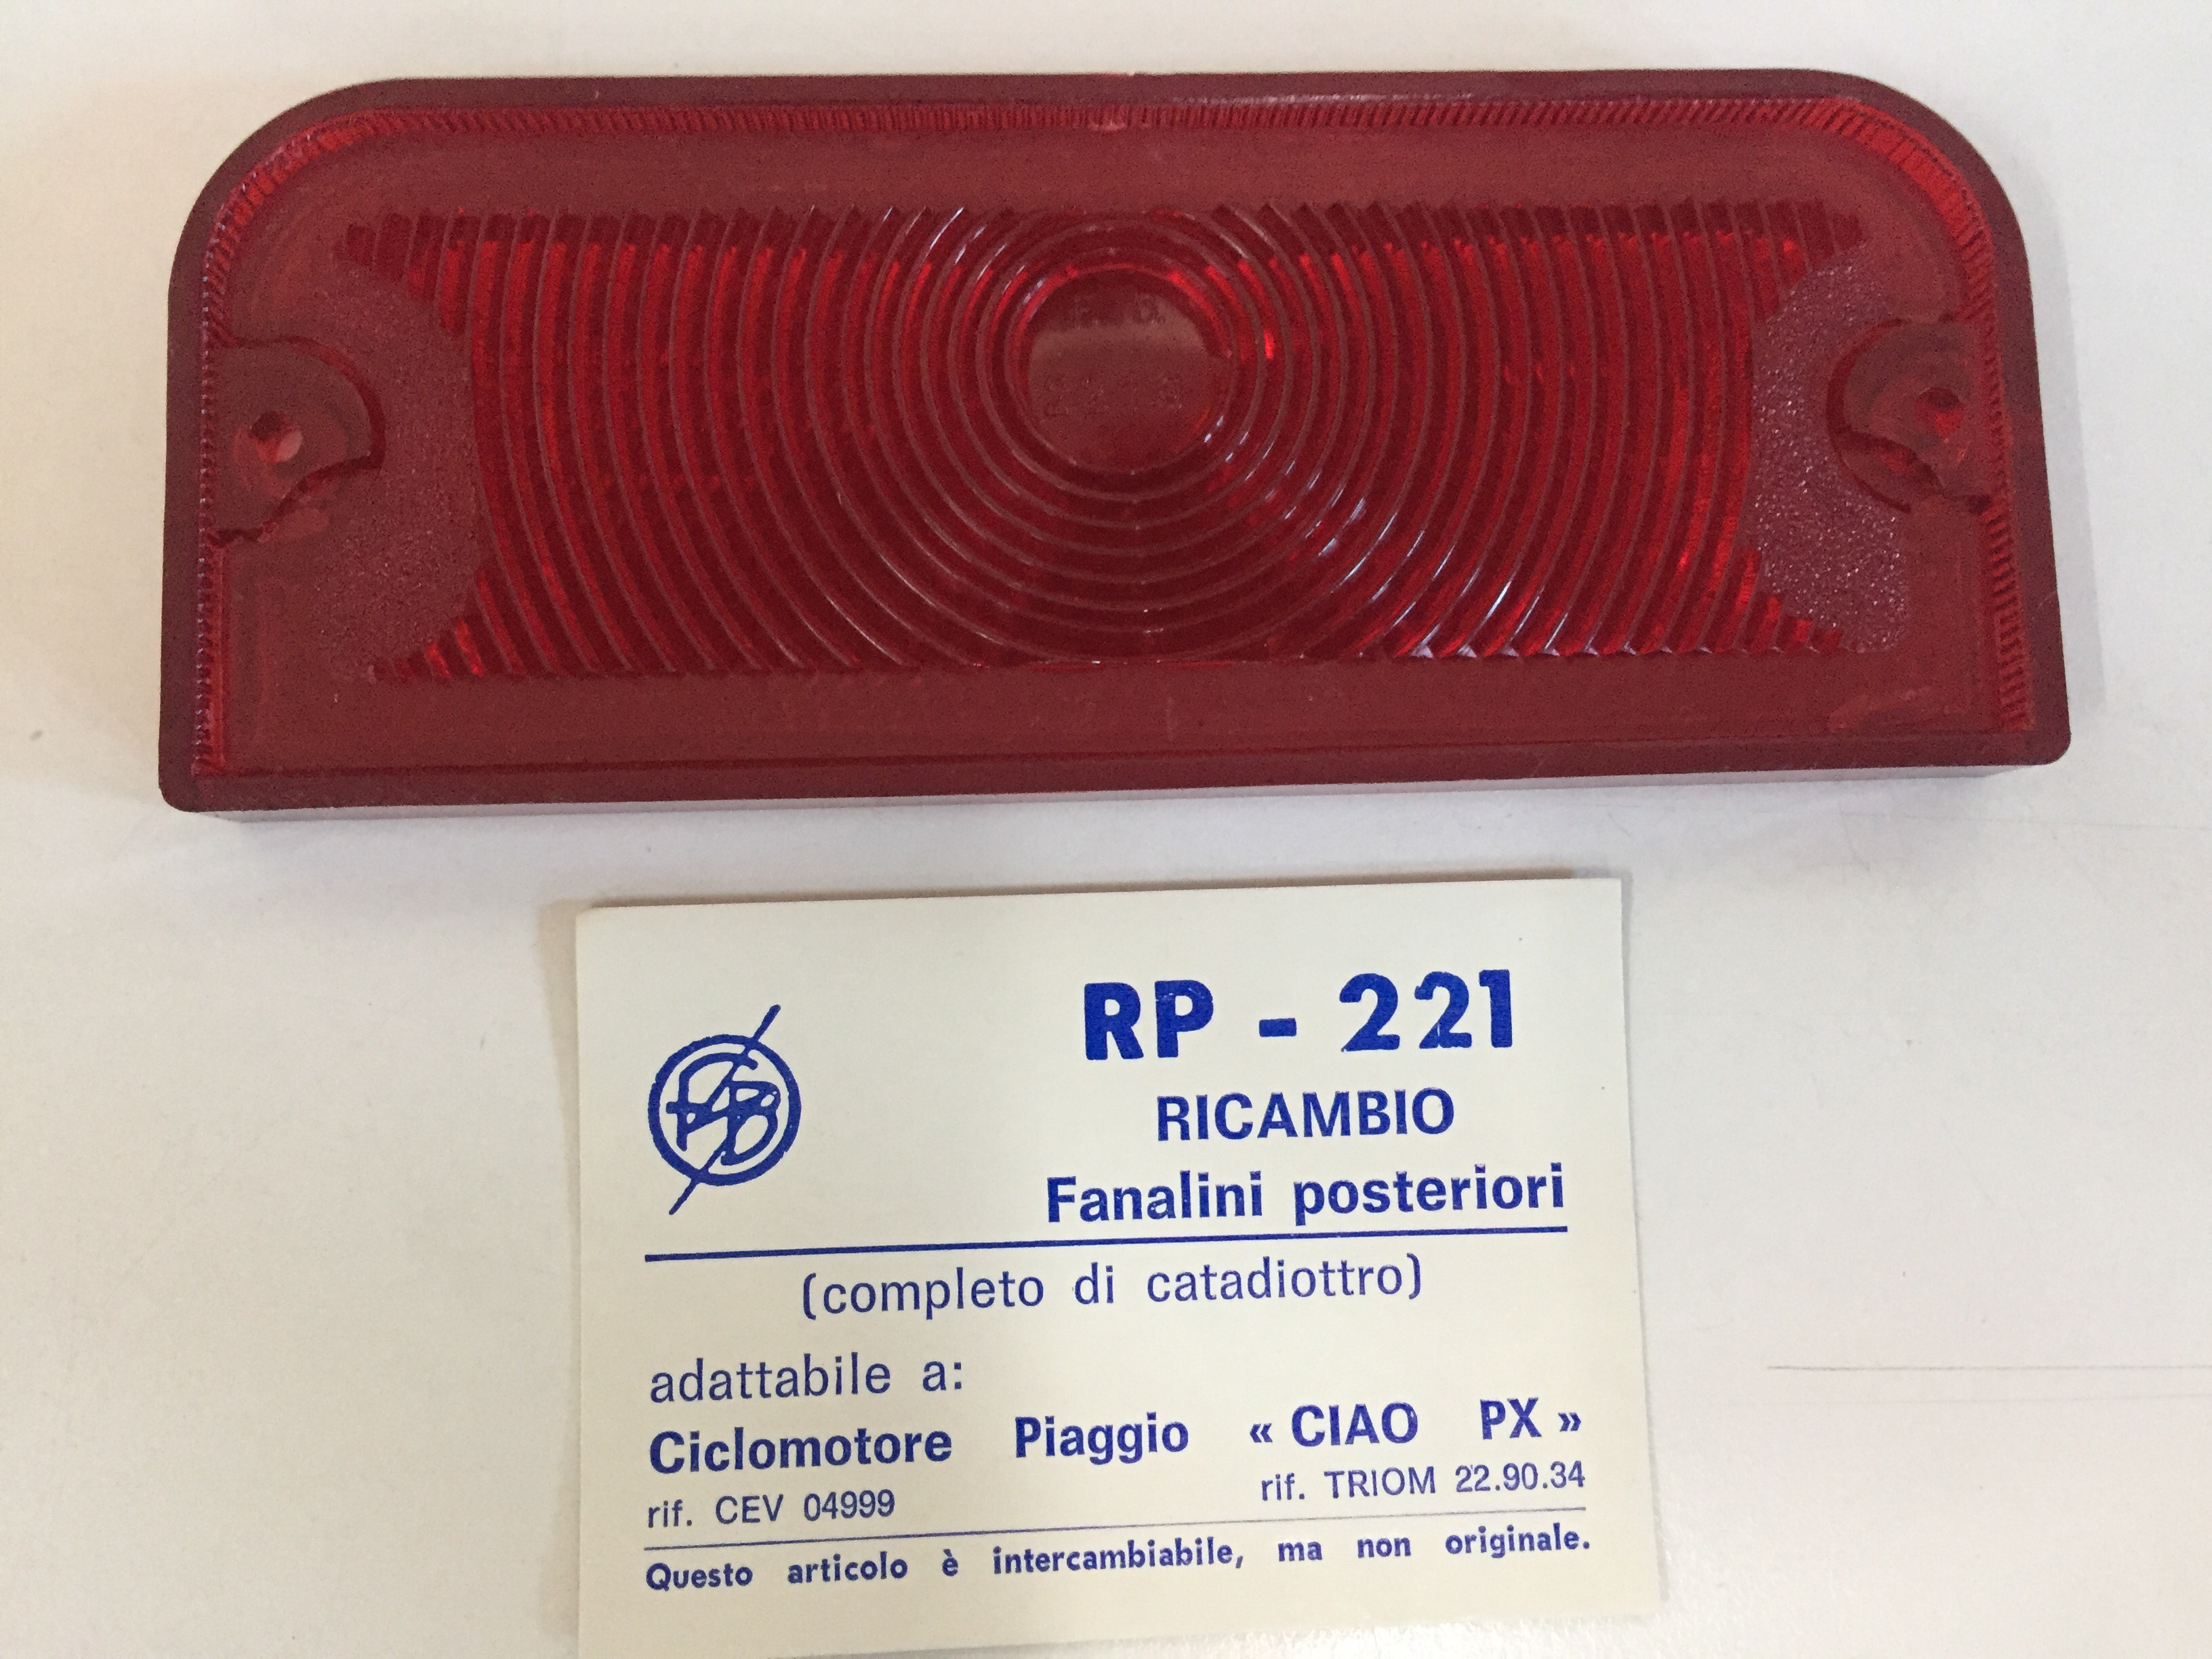 RP - 221
RICAMBIO
Fanalini posteriori
(completo di catadiottro)
adattabile a:
Ciclomotore Piaggio « CIAO PX »
rif. CEV 04999 rif. TRIOM 22.90.34
Questo articolo è intercambiabile, ma non originale.